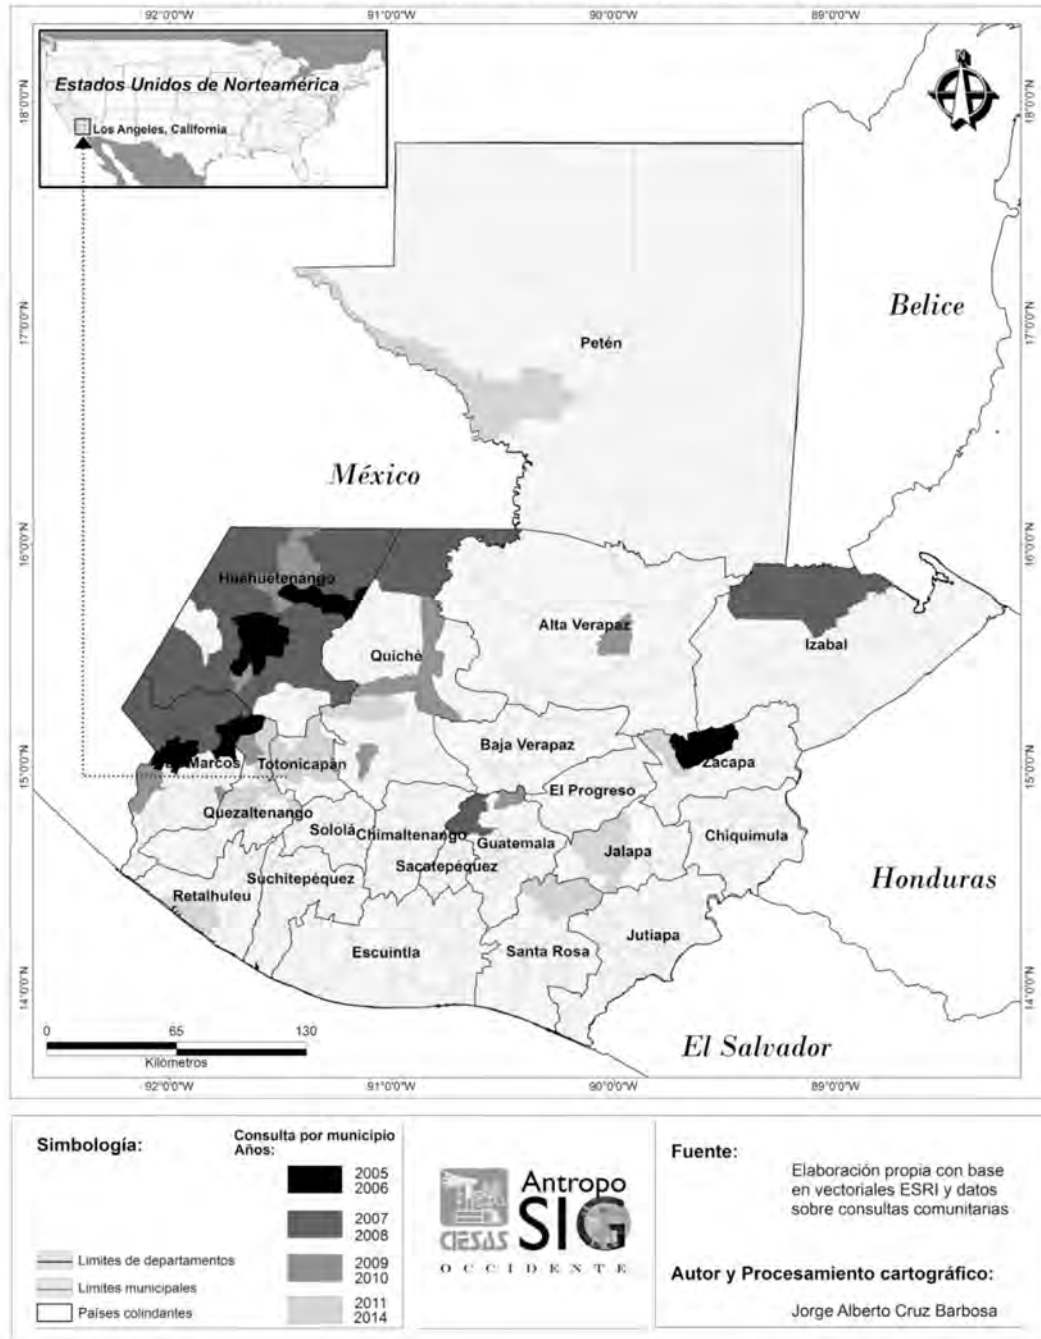 92°0'0"W 91°0'0"W 90°0'0"W 89°0'0"W
N
Estados Unidos de Norteamérica
Los Angeles, California
18°0'0"N 18°0'0"N
17°0'0"N 17°0'0"N
Belice
Petén
México
16°0'0"N 16°0'0"N
Huehuetenango
Alta Verapaz
Izabal
Quiché
15°0'0"N 15°0'0"N
Baja Verapaz
Marcos
Totonicapán
Zacapa
El Progreso
Quezaltenango
Sololá
Chimaltenango
Guatemala
Jalapa
Chiquimula
Sacatepéquez
Suchitepéquez
Retalhuleu
Honduras
Jutiapa
Santa Rosa
Escuintla
14°0'0"N 14°0'0"N
El Salvador
0 65 130
Kilómetros
92°0'0"W 91°0'0"W 90°0'0"W 89°0'0"W
Simbología:
Limites de departamentos
Limites municipales
Países colindantes
Consulta por municipio
Años:
2005
2006
2007
2008
2009
2010
2011
2014
CIESAS
Antropo
SIG
OCCIDENTE
Fuente:
Elaboración propia con base
en vectoriales ESRI y datos
sobre consultas comunitarias
Autor y Procesamiento cartográfico:
Jorge Alberto Cruz Barbosa